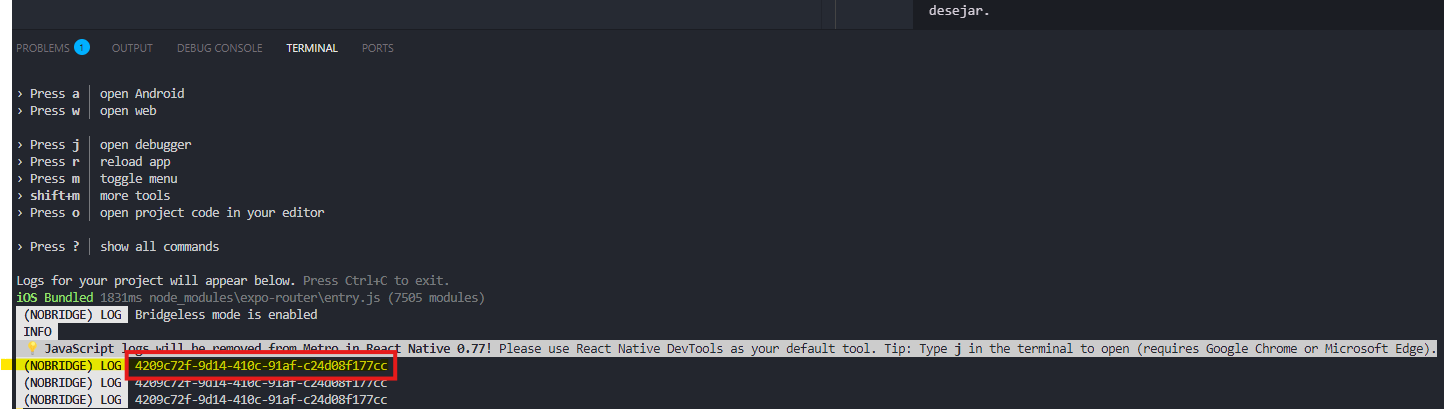 desejar.
PROBLEMS 1 OUTPUT DEBUG CONSOLE TERMINAL PORTS
› Press a │ open Android
› Press w │ open web
› Press j │ open debugger
› Press r │ reload app
› Press m │ toggle menu
› shift+m │ more tools
› Press o │ open project code in your editor
› Press ? │ show all commands
Logs for your project will appear below. Press Ctrl+C to exit.
iOS Bundled 1831ms node_modules\expo-router\entry.js (7505 modules)
(NOBRIDGE) LOG Bridgeless mode is enabled
INFO
💡 JavaScript logs will be removed from Metro in React Native 0.77! Please use React Native DevTools as your default tool. Tip: Type j in the terminal to open (requires Google Chrome or Microsoft Edge).
(NOBRIDGE) LOG 4209c72f-9d14-410c-91af-c24d08f177cc
(NOBRIDGE) LOG 4209c72f-9d14-410c-91af-c24d08f177cc
(NOBRIDGE) LOG 4209c72f-9d14-410c-91af-c24d08f177cc